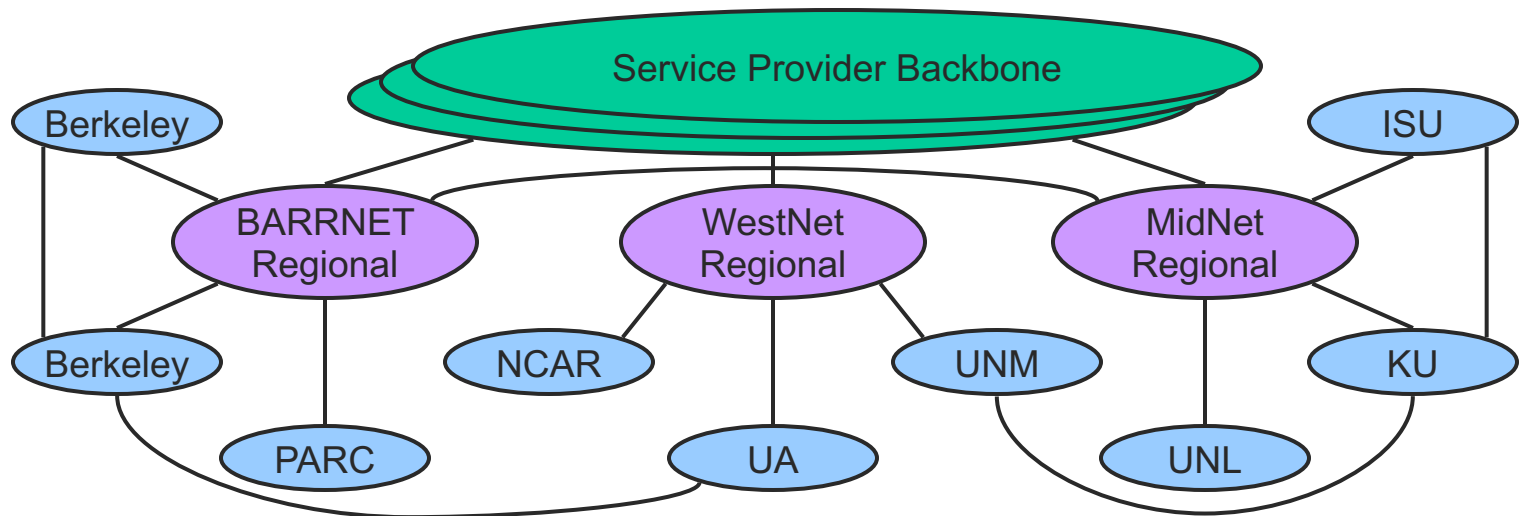 Service Provider Backbone
Berkeley
ISU
BARRNET
Regional
WestNet
Regional
MidNet
Regional
Berkeley
NCAR
UNM
KU
PARC
UA
UNL